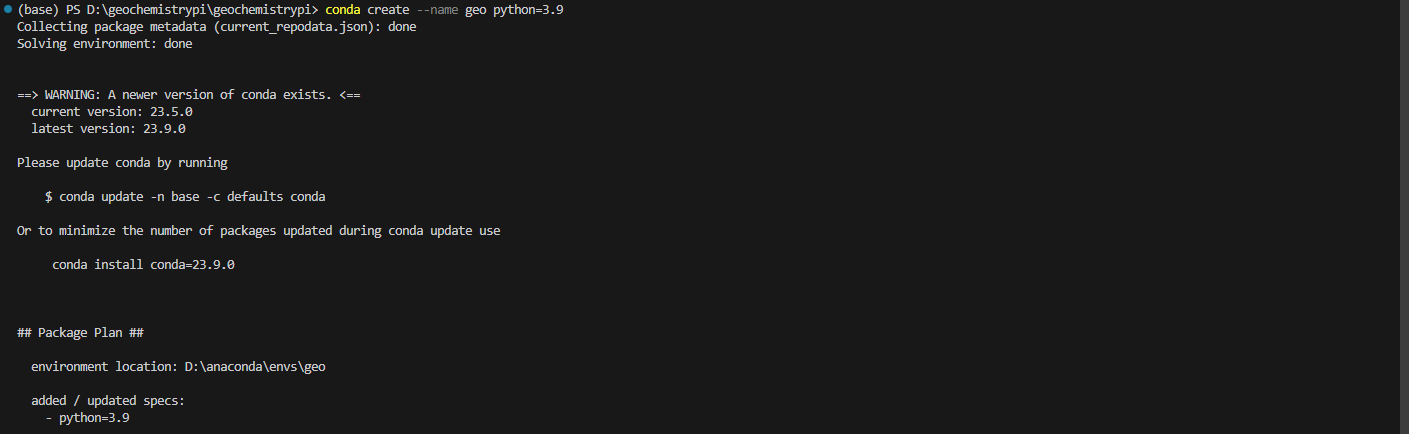 (base) PS D:\geochemistrypi\geochemistrypi> conda create --name geo python=3.9
Collecting package metadata (current_repodata.json): done
Solving environment: done
==> WARNING: A newer version of conda exists. <==
current version: 23.5.0
latest version: 23.9.0
Please update conda by running
$ conda update -n base -c defaults conda
Or to minimize the number of packages updated during conda update use
conda install conda=23.9.0
## Package Plan ##
environment location: D:\anaconda\envs\geo
added / updated specs:
- python=3.9